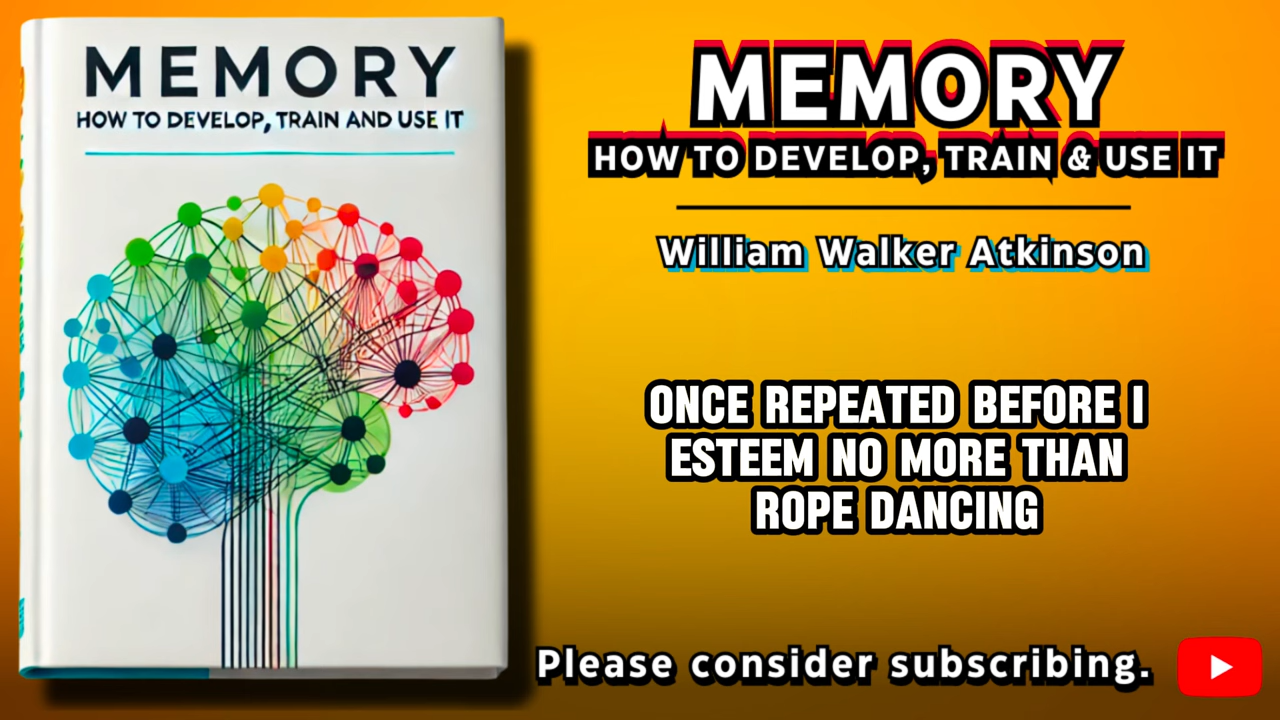 MEMORY
HOW TO DEVELOP, TRAIN AND USE IT
MEMORY
HOW TO DEVELOP, TRAIN & USE IT
William Walker Atkinson
ONCE REPEATED BEFORE I
ESTEEM NO MORE THAN
ROPE DANCING
Please consider subscribing.